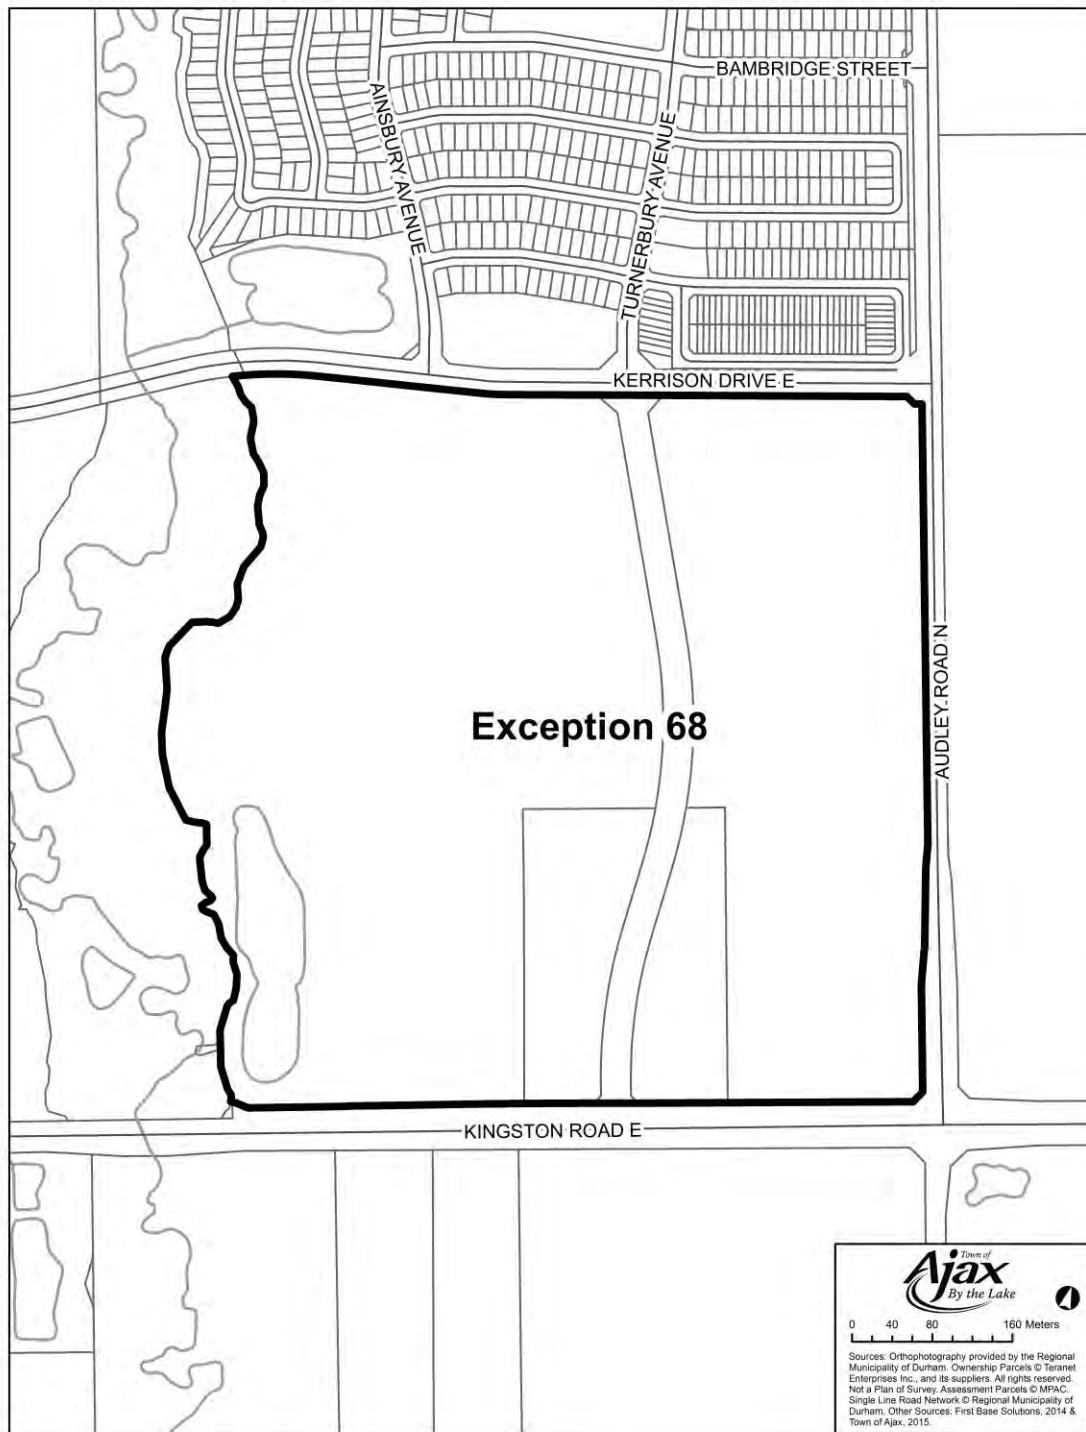 BAMBRIDGE STREET
AINSBURY AVENUE
TURNERBURY AVENUE
KERRISON DRIVE E
AUDLEY ROAD N
Exception 68
KINGSTON ROAD E
Town of
Ajax
By the Lake
0 40 80 160 Meters
Sources: Orthophotography provided by the Regional
Municipality of Durham. Ownership Parcels © Teranet
Enterprises Inc., and its suppliers. All rights reserved.
Not a Plan of Survey. Assessment Parcels © MPAC.
Single Line Road Network © Regional Municipality of
Durham. Other Sources: First Base Solutions, 2014 &
Town of Ajax, 2015.